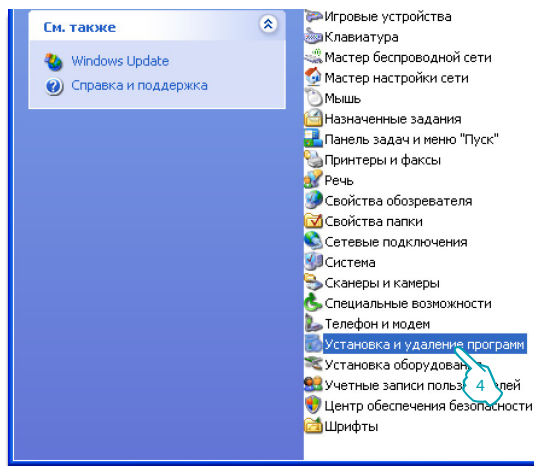 См. также
Windows Update
Справка и поддержка
Игровые устройства
Клавиатура
Мастер беспроводной сети
Мастер настройки сети
Мышь
Назначенные задания
Панель задач и меню "Пуск"
Принтеры и факсы
Речь
Свойства обозревателя
Свойства папки
Сетевые подключения
Система
Сканеры и камеры
Специальные возможности
Телефон и модем
Установка и удаление программ
Установка оборудования
Учетные записи пользователей
4
Центр обеспечения безопасности
Шрифты